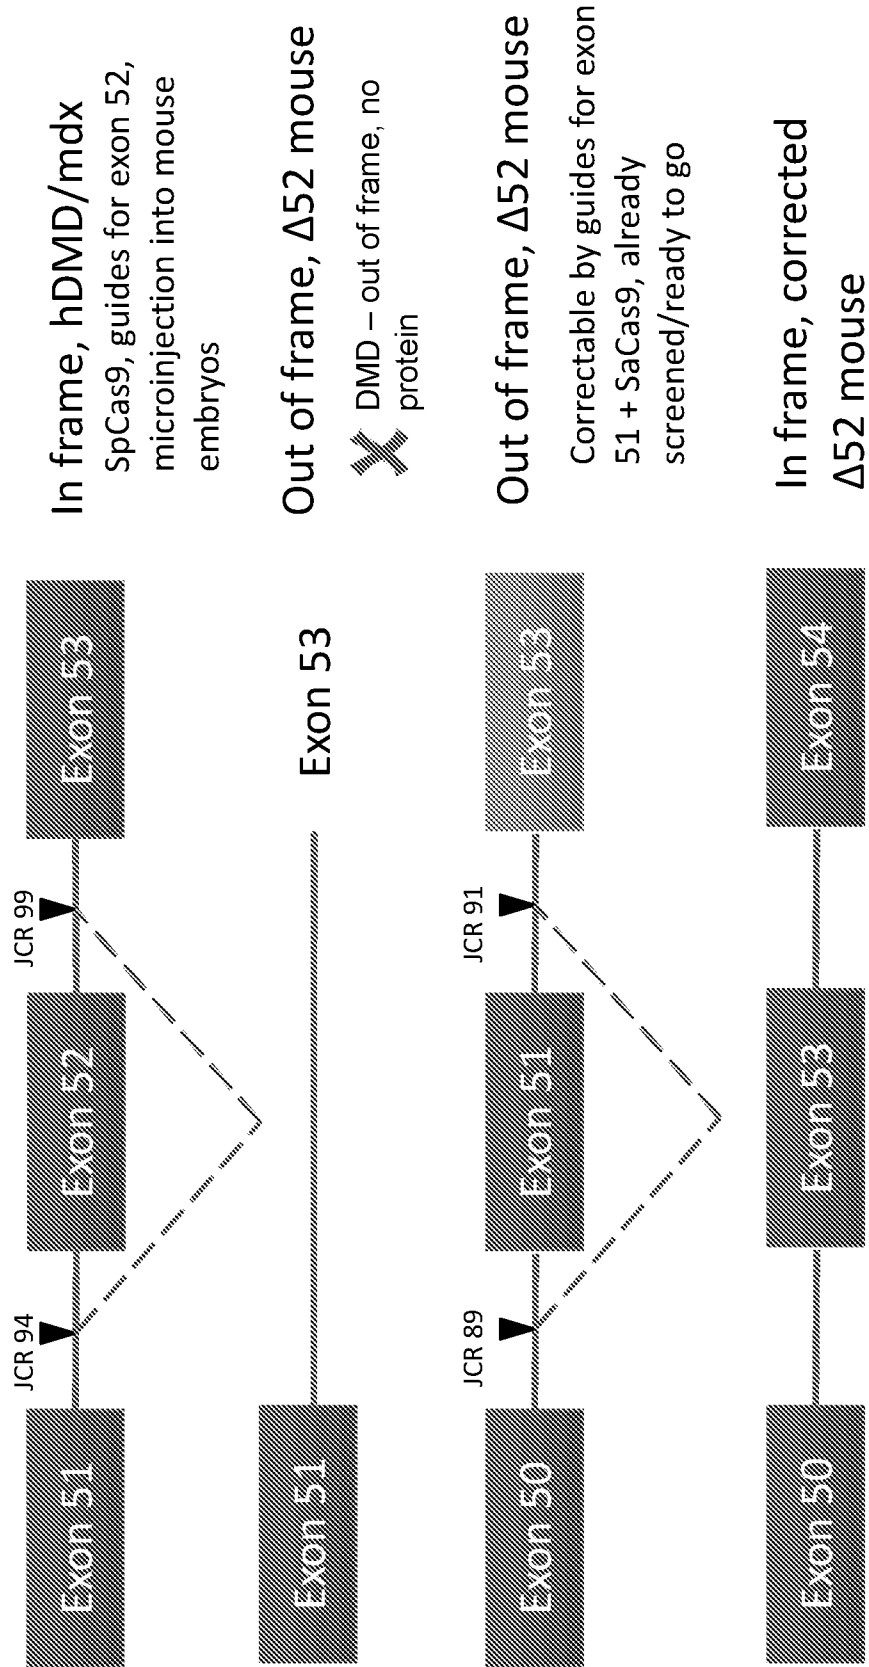 JCR 94
JCR 99
Exon 51
Exon 52
Exon 53
In frame, hDMD/mdx
SpCas9, guides for exon 52,
microinjection into mouse
embryos
Exon 51
Exon 53
Out of frame, Δ52 mouse
DMD – out of frame, no
protein
JCR 89
JCR 91
Exon 50
Exon 51
Exon 53
Out of frame, Δ52 mouse
Correctable by guides for exon
51 + SaCas9, already
screened/ready to go
Exon 50
Exon 53
Exon 54
In frame, corrected
Δ52 mouse